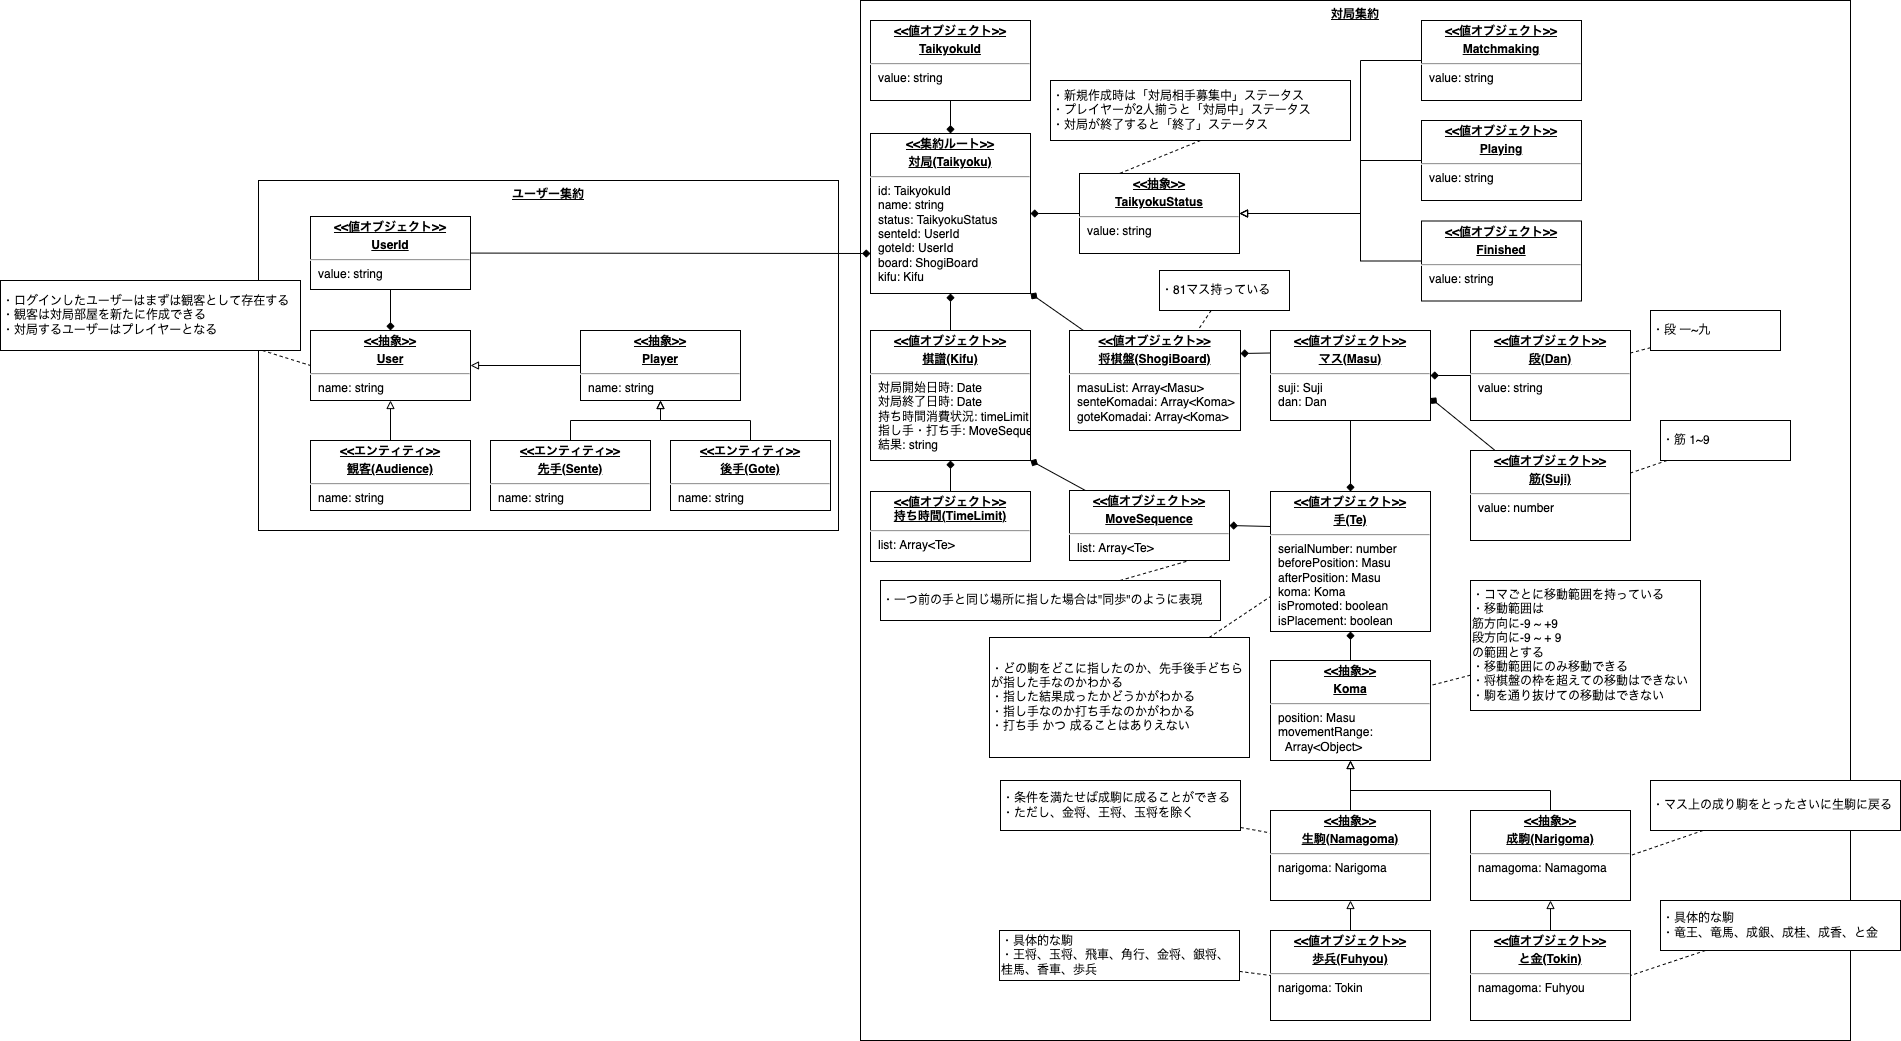 ユーザー集約
<<値オブジェクト>>
UserId
value: string
・ログインしたユーザーはまずは観客として存在する
・観客は対局部屋を新たに作成できる
・対局するユーザーはプレイヤーとなる
<<抽象>>
User
name: string
<<抽象>>
Player
name: string
<<エンティティ>>
観客(Audience)
name: string
<<エンティティ>>
先手(Sente)
name: string
<<エンティティ>>
後手(Gote)
name: string
対局集約
<<値オブジェクト>>
TaikyokuId
value: string
<<集約ルート>>
対局(Taikyoku)
id: TaikyokuId
name: string
status: TaikyokuStatus
senteId: UserId
goteId: UserId
board: ShogiBoard
kifu: Kifu
・新規作成時は「対局相手募集中」ステータス
・プレイヤーが2人揃うと「対局中」ステータス
・対局が終了すると「終了」ステータス
<<抽象>>
TaikyokuStatus
value: string
<<値オブジェクト>>
Matchmaking
value: string
<<値オブジェクト>>
Playing
value: string
<<値オブジェクト>>
Finished
value: string
<<値オブジェクト>>
棋譜(Kifu)
対局開始日時: Date
対局終了日時: Date
持ち時間消費状況: timeLimit
指し手・打ち手: MoveSeque
結果: string
・81マス持っている
<<値オブジェクト>>
将棋盤(ShogiBoard)
masuList: Array<Masu>
senteKomadai: Array<Koma>
goteKomadai: Array<Koma>
<<値オブジェクト>>
マス(Masu)
suji: Suji
dan: Dan
<<値オブジェクト>>
段(Dan)
value: string
・段 一~九
<<値オブジェクト>>
筋(Suji)
value: number
・筋 1~9
<<値オブジェクト>>
持ち時間(TimeLimit)
list: Array<Te>
<<値オブジェクト>>
MoveSequence
list: Array<Te>
・一つ前の手と同じ場所に指した場合は"同歩"のように表現
<<値オブジェクト>>
手(Te)
serialNumber: number
beforePosition: Masu
afterPosition: Masu
koma: Koma
isPromoted: boolean
isPlacement: boolean
・どの駒をどこに指したのか、先手後手どちら
が指した手なのかわかる
・指した結果成ったかどうかがわかる
・指し手なのか打ち手なのかがわかる
・打ち手 かつ 成ることはありえない
<<抽象>>
Koma
position: Masu
movementRange:
Array<Object>
・コマごとに移動範囲を持っている
・移動範囲は
筋方向に-9 ~ +9
段方向に-9 ~ + 9
の範囲とする
・移動範囲にのみ移動できる
・将棋盤の枠を超えての移動はできない
・駒を通り抜けての移動はできない
・条件を満たせば成駒に成ることができる
・ただし、金将、王将、玉将を除く
<<抽象>>
生駒(Namagoma)
narigoma: Narigoma
<<抽象>>
成駒(Narigoma)
namagoma: Namagoma
・マス上の成り駒をとったさいに生駒に戻る
・具体的な駒
・王将、玉将、飛車、角行、金将、銀将、
桂馬、香車、歩兵
<<値オブジェクト>>
歩兵(Fuhyou)
narigoma: Tokin
<<値オブジェクト>>
と金(Tokin)
namagoma: Fuhyou
・具体的な駒
・竜王、竜馬、成銀、成桂、成香、と金